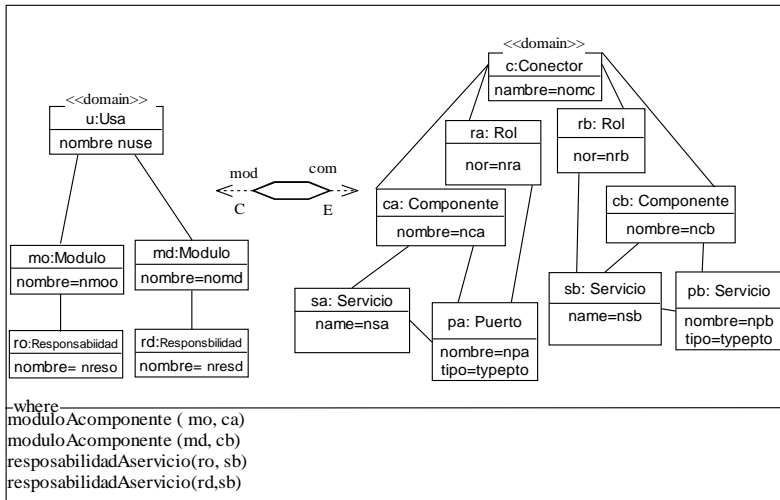 <<domain>>
u:Usa
nombre nuse
mo:Modulo
nombre=nmoo
md:Modulo
nombre=nomd
ro:Responsabiidad
nombre= nreso
rd:Responsbilidad
nombre= nresd
mod
com
C
E
<<domain>>
c:Conector
nambre=nomc
ra: Rol
nor=nra
rb: Rol
nor=nrb
ca: Componente
nombre=nca
cb: Componente
nombre=ncb
sa: Servicio
name=nsa
pa: Puerto
nombre=npa
tipo=typepto
sb: Servicio
name=nsb
pb: Servicio
nombre=npb
tipo=typepto
where
moduloAcomponente ( mo, ca)
moduloAcomponente (md, cb)
resposabilidadAservicio(ro, sb)
resposabilidadAservicio(rd,sb)